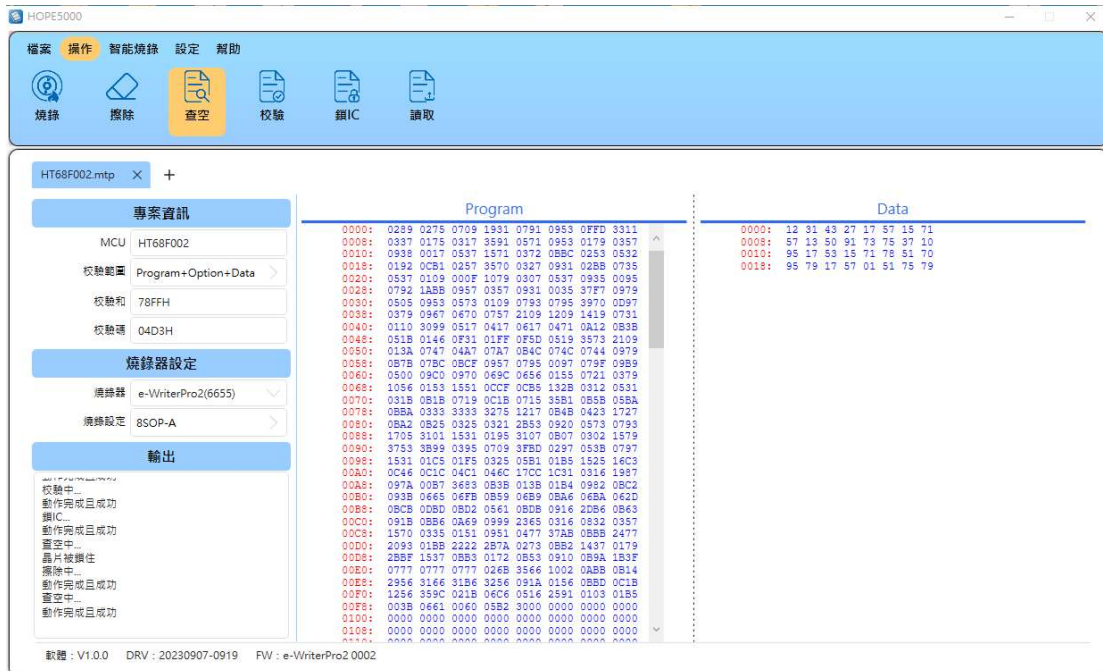 HOPE5000
檔案 操作 智能燒錄 設定 幫助
燒錄 擦除 查空 校驗 鎖IC 讀取
HT68F002.mtp
專案資訊
MCU HT68F002
校驗範圍 Program+Option+Data
校驗和 78FFH
校驗碼 04D3H
燒錄器設定
燒錄器 e-WriterPro2(6655)
燒錄設定 8SOP-A
輸出
動作完成且成功
校驗中...
動作完成且成功
鎖IC...
動作完成且成功
查空中...
晶片被鎖住
擦除中...
動作完成且成功
查空中...
動作完成且成功
Program
0000: 0289 0275 0709 1931 0791 0953 0FFD 3311
0008: 0337 0175 0317 3591 0571 0953 0179 0357
0010: 0938 0017 0537 1571 0372 0BBC 0253 0532
0018: 0192 0CB1 0257 3570 0327 0931 02BB 0735
0020: 0537 0109 000F 1079 0307 0537 0935 0095
0028: 0792 1ABB 0957 0357 0931 0035 37F7 0979
0030: 0505 0953 0573 0109 0793 0795 3970 0D97
0038: 0379 0967 0670 0757 2109 1209 1419 0731
0040: 0110 3099 0517 0417 0617 0471 0A12 0B3B
0048: 051B 0146 0F31 01FF 0F5D 0519 3573 2109
0050: 013A 0747 04A7 07A7 0B4C 074C 0744 0979
0058: 0B7B 07BC 0BCF 0957 0795 0097 079F 09B9
0060: 0500 09C0 0970 069C 0656 0155 0721 0379
0068: 1056 0153 1551 0CCF 0CB5 132B 0312 0531
0070: 031B 0B1B 0719 0C1B 0715 35B1 0B5B 05BA
0078: 0BBA 0333 3333 3275 1217 0B4B 0423 1727
0080: 0BA2 0B25 0325 0321 2B53 0920 0573 0793
0088: 1705 3101 1531 0195 3107 0B07 0302 1579
0090: 3753 3B99 0395 0709 3FBD 0297 053B 0797
0098: 1531 01C5 01F5 0325 05B1 01B5 1525 16C3
00A0: 0C46 0C1C 04C1 046C 17CC 1C31 0316 1987
00A8: 097A 00B7 3683 0B3B 013B 01B4 0982 0BC2
00B0: 093B 0665 06FB 0B59 06B9 0BA6 06BA 062D
00B8: 0BCB 0DBD 0BD2 0561 0BDB 0916 2DB6 0B63
00C0: 091B 0BB6 0A69 0999 2365 0316 0832 0357
00C8: 1570 0335 0151 0951 0477 37AB 0BBB 2477
00D0: 2093 01BB 2222 2B7A 0273 0BB2 1437 0179
00D8: 2BBF 1537 0BB3 0172 0B53 0910 0B9A 1B3F
00E0: 0777 0777 0777 026B 3566 1002 0ABB 0B14
00E8: 2956 3166 31B6 3256 091A 0156 0BBD 0C1B
00F0: 1256 359C 021B 06C6 0516 2591 0103 01B5
00F8: 003B 0661 0060 05B2 3000 0000 0000 0000
0100: 0000 0000 0000 0000 0000 0000 0000 0000
0108: 0000 0000 0000 0000 0000 0000 0000 0000
0110: 0000 0000 0000 0000 0000 0000 0000 0000
Data
0000: 12 31 43 27 17 57 15 71
0008: 57 13 50 91 73 75 37 10
0010: 95 17 53 15 71 78 51 70
0018: 95 79 17 57 01 51 75 79
軟體：V1.0.0 DRV：20230907-0919 FW：e-WriterPro2 0002